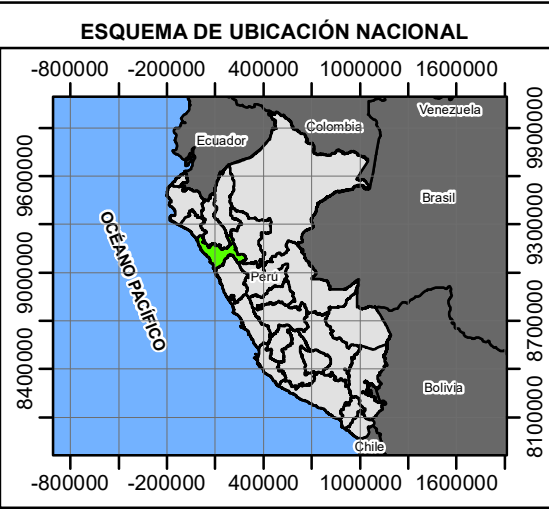 ESQUEMA DE UBICACIÓN NACIONAL
-800000 -200000 400000 1000000 1600000
Venezuela
Colombia
Ecuador
Brasil
OCÉANO PACÍFICO
Peru
Bolivia
Chile
9600000
9000000
8400000
9900000
9300000
8700000
8100000
-800000 -200000 400000 1000000 1600000